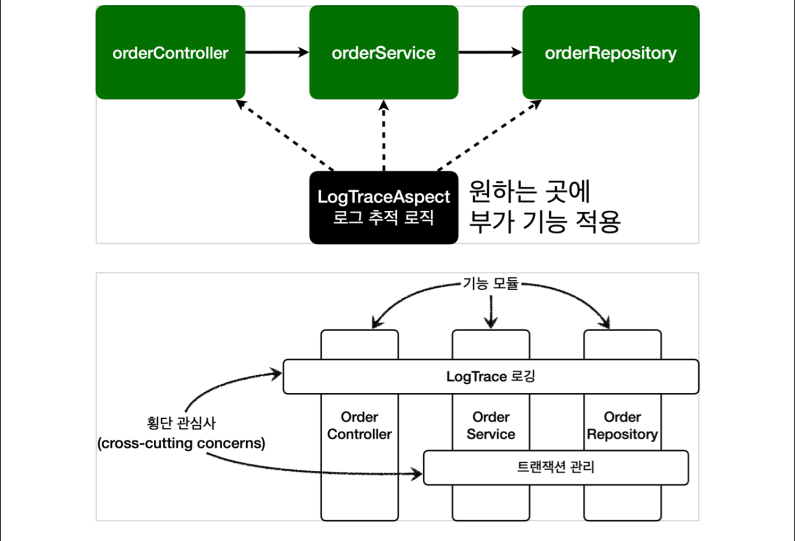 orderController
orderService
orderRepository
LogTraceAspect
로그 추적 로직
원하는 곳에
부가 기능 적용
기능 모듈
LogTrace 로깅
횡단 관심사
(cross-cutting concerns)
Order
Controller
Order
Service
Order
Repository
트랜잭션 관리